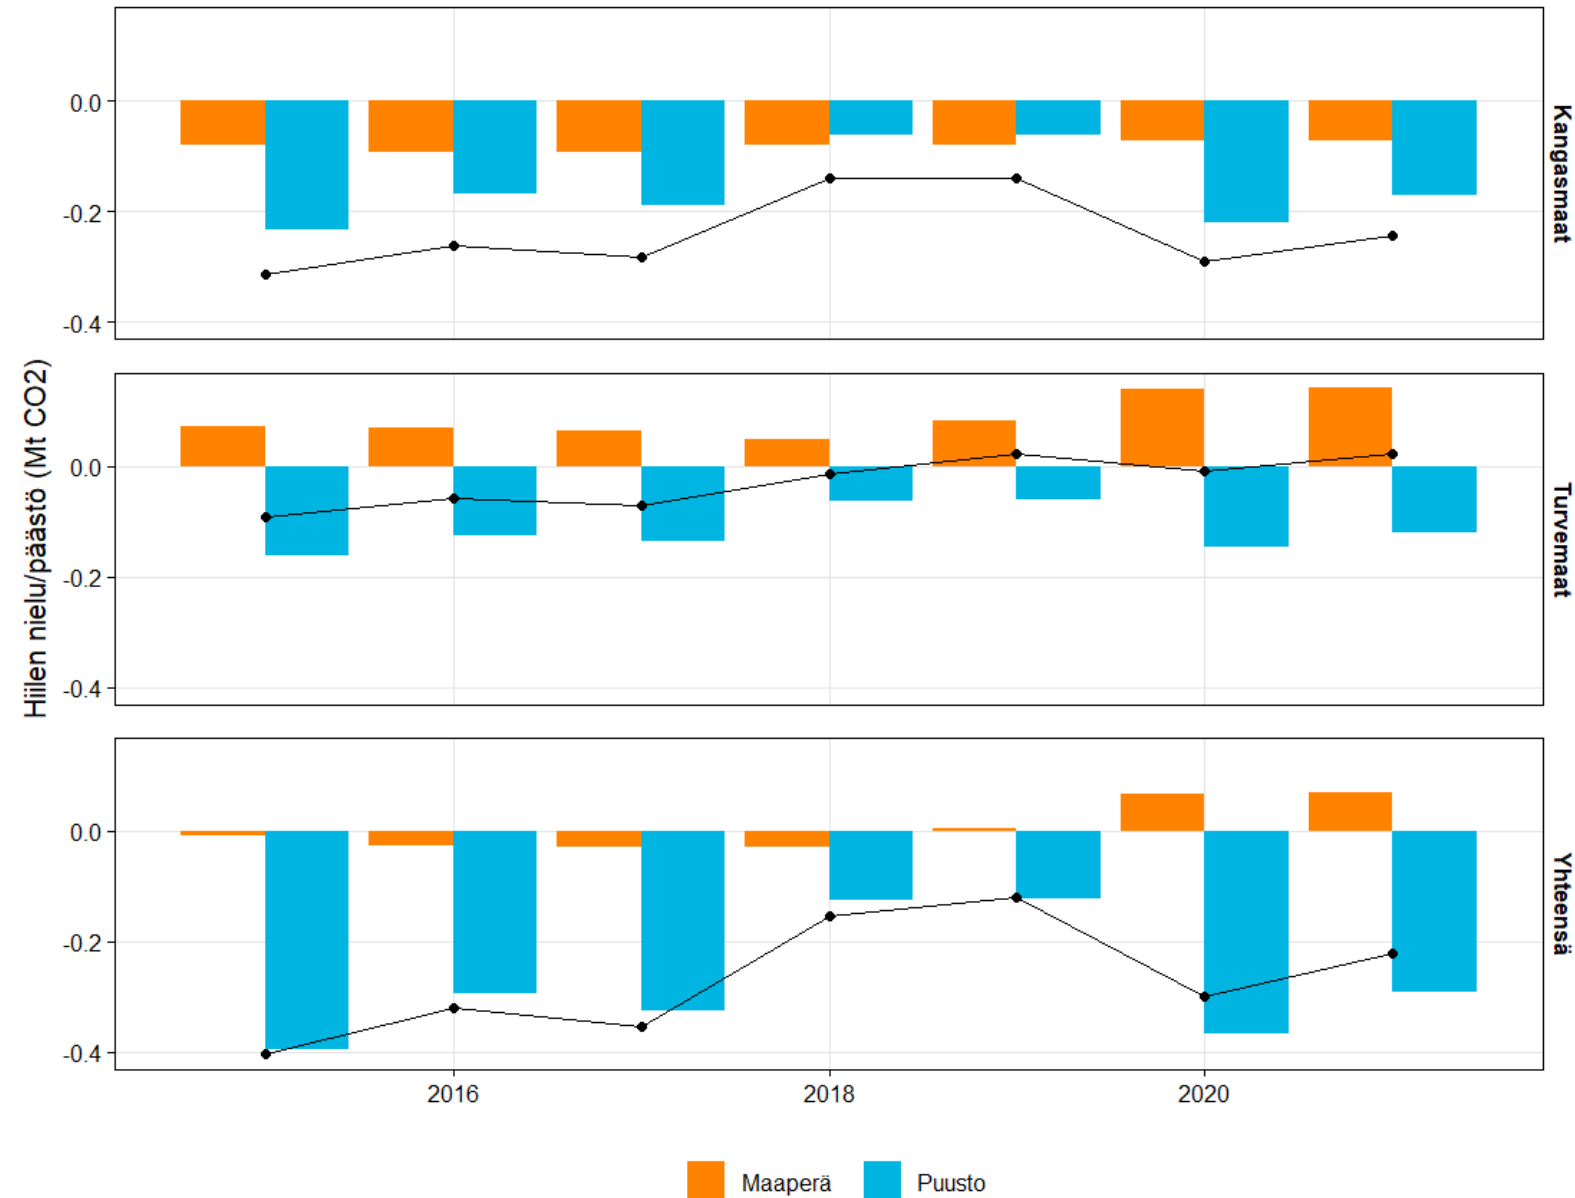 0.0
-0.2
-0.4
Kangasmaat
Hiilen nielu/päästö (Mt CO2)
0.0
-0.2
-0.4
Turvemaat
0.0
-0.2
-0.4
Yhteensä
2016 2018 2020
Maaperä Puusto